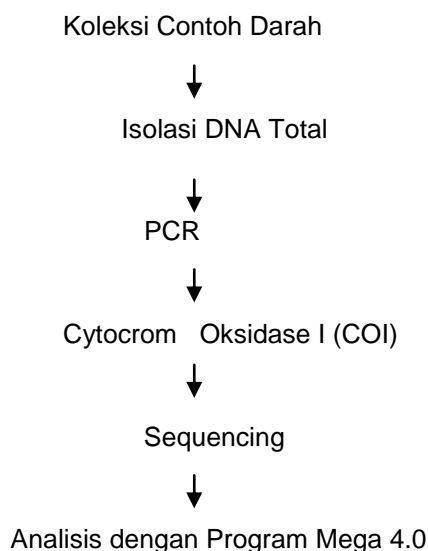 Koleksi Contoh Darah
Isolasi DNA Total
PCR
Cytocrom Oksidase I (COI)
Sequencing
Analisis dengan Program Mega 4.0